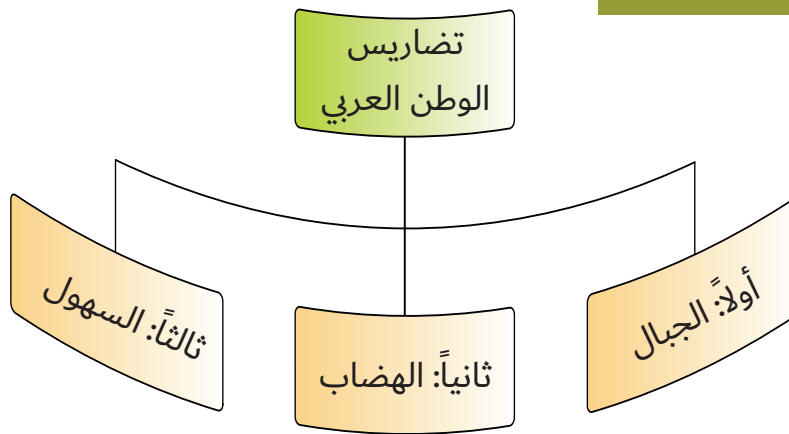 تضاريس
الوطن العربي
أولاً: الجبال
ثانياً: الهضاب
ثالثاً: السهول